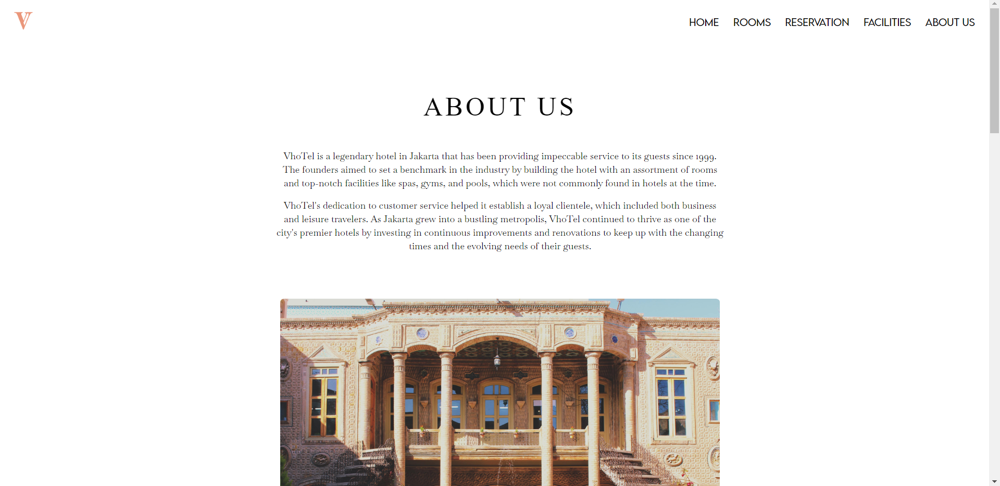 V
HOME ROOMS RESERVATION FACILITIES ABOUT US
ABOUT US
VhoTel is a legendary hotel in Jakarta that has been providing impeccable service to its guests since 1999.
The founders aimed to set a benchmark in the industry by building the hotel with an assortment of rooms
and top-notch facilities like spas, gyms, and pools, which were not commonly found in hotels at the time.
VhoTel's dedication to customer service helped it establish a loyal clientele, which included both business
and leisure travelers. As Jakarta grew into a bustling metropolis, VhoTel continued to thrive as one of the
city's premier hotels by investing in continuous improvements and renovations to keep up with the changing
times and the evolving needs of their guests.